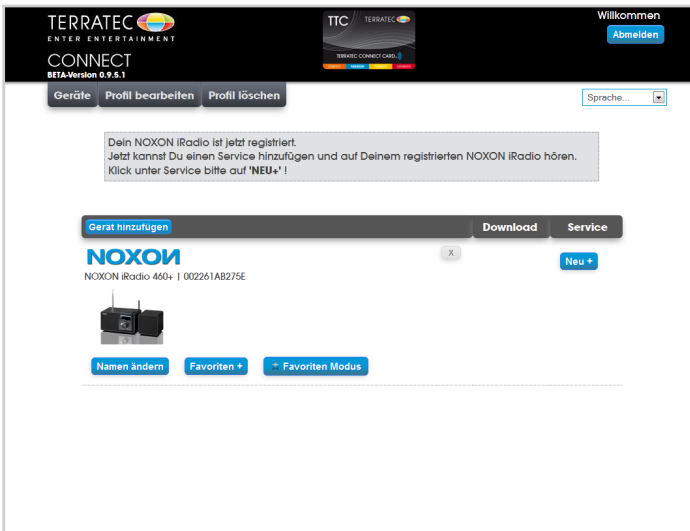 TERRATEC
ENTER ENTERTAINMENT
CONNECT
BETA-Version 0.9.5.1
TTC TERRATEC
TERRATEC CONNECT CARD
Willkommen
Abmelden
Geräte Profil bearbeiten Profil löschen
Sprache...
Dein NOXON iRadio ist jetzt registriert.
Jetzt kannst Du einen Service hinzufügen und auf Deinem registrierten NOXON iRadio hören.
Klick unter Service bitte auf 'NEU+' !
Gerät hinzufügen Download Service
NOXON
X
Neu +
NOXON iRadio 460+ | 002261AB275E
Namen ändern Favoriten + Favoriten Modus